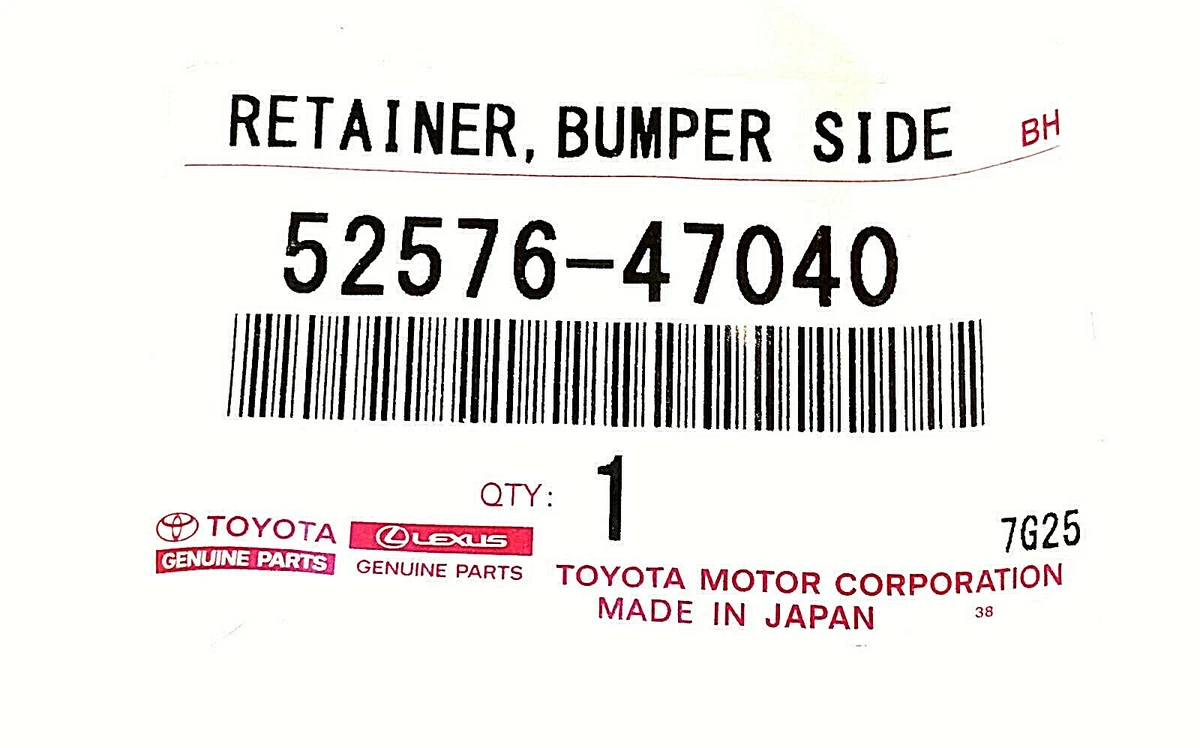 RETAINER, BUMPER SIDE BH
52576-47040
QTY: 1
7G25
TOYOTA
GENUINE PARTS
LEXUS
GENUINE PARTS
TOYOTA MOTOR CORPORATION
MADE IN JAPAN 38